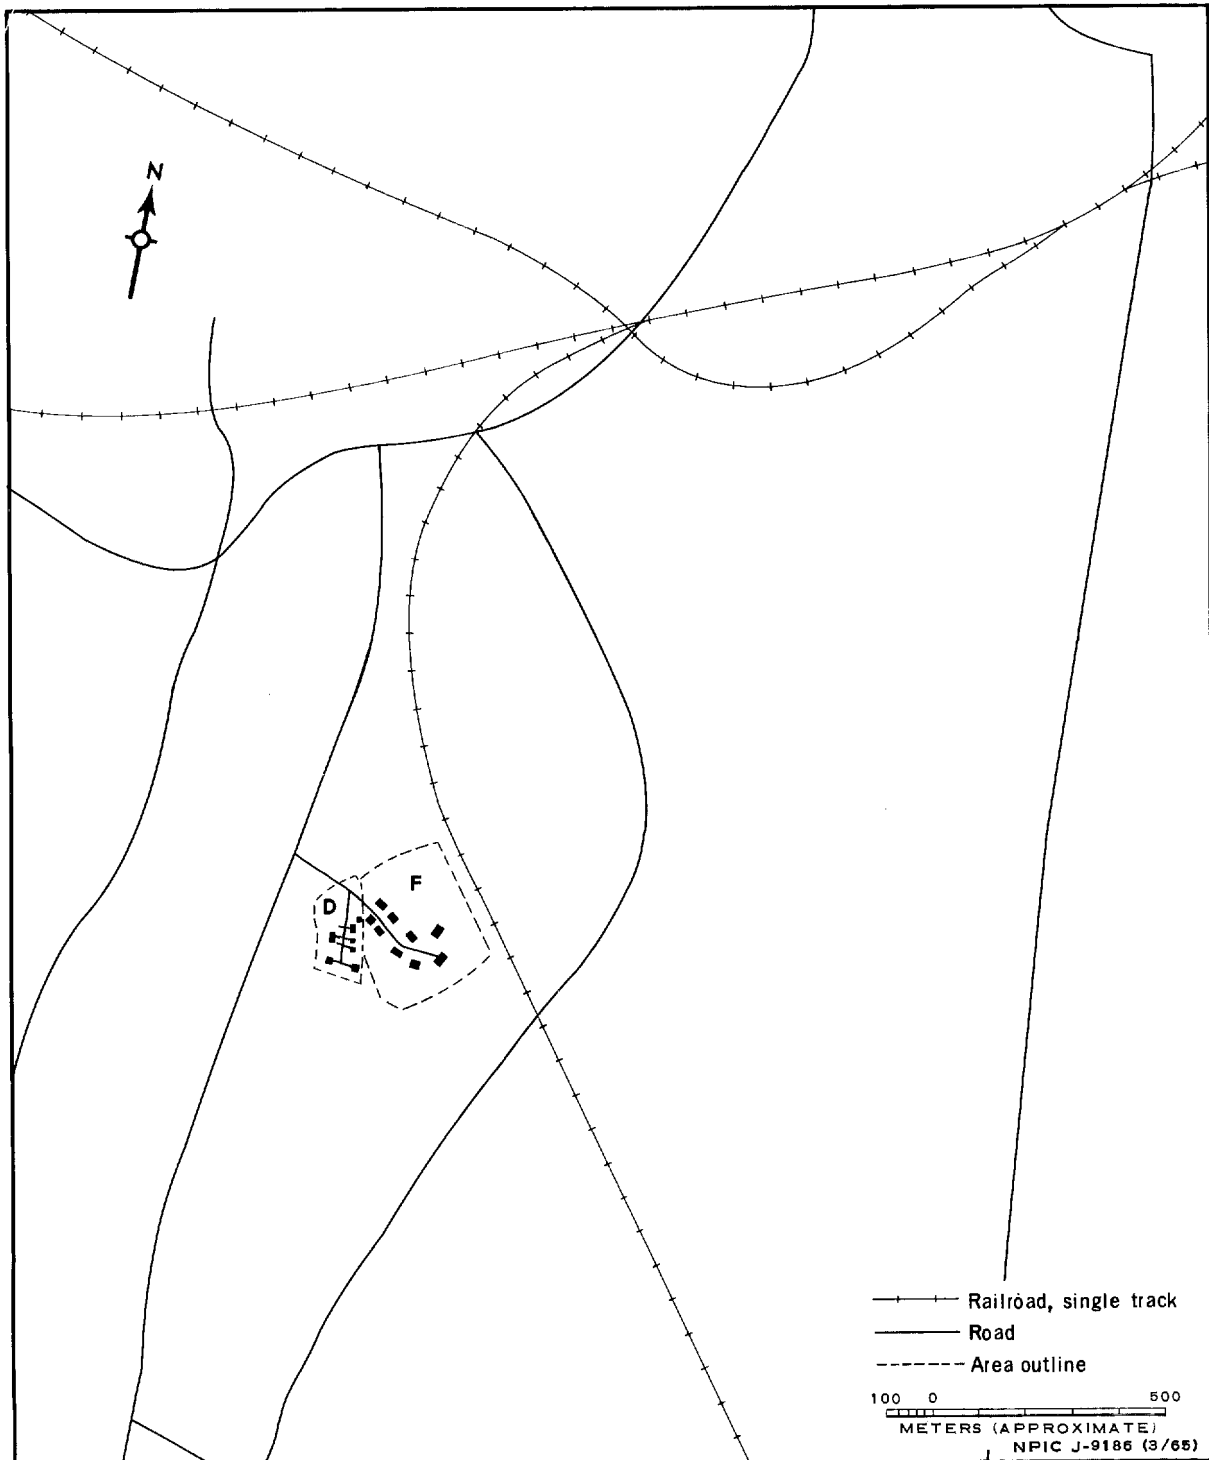 N
F
D
Railroad, single track
Road
Area outline
100 0 500
METERS (APPROXIMATE)
NPIC J-9186 (3/65)